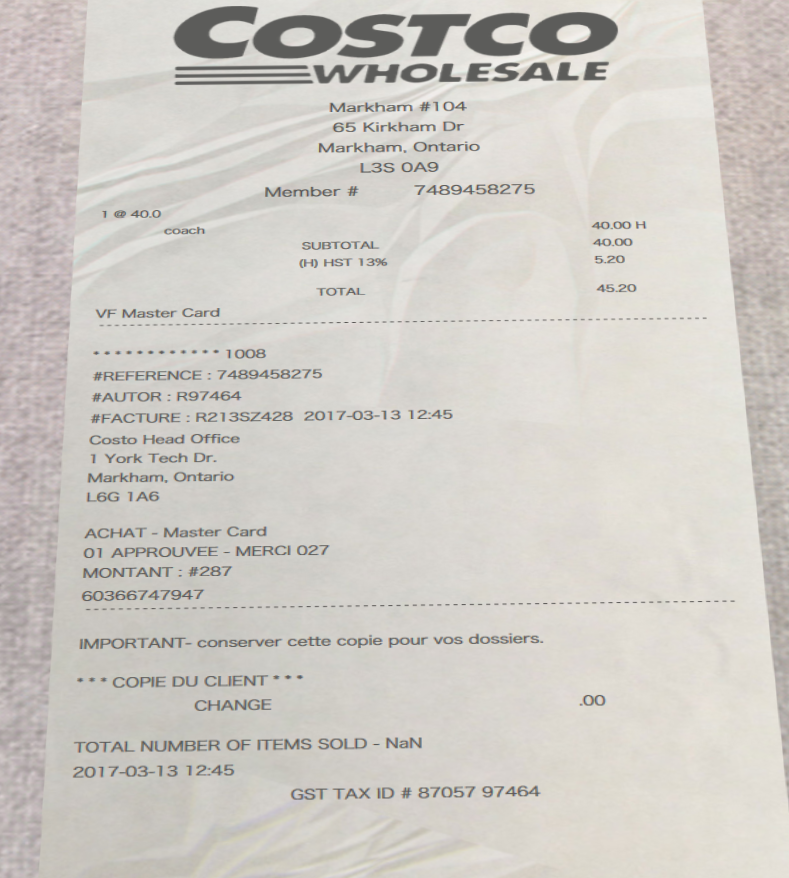 COSTCO
WHOLESALE
Markham #104
65 Kirkham Dr
Markham, Ontario
L3S 0A9
Member # 7489458275
1 @ 40.0
coach 40.00 H
SUBTOTAL 40.00
(H) HST 13% 5.20
TOTAL 45.20
VF Master Card
* * * * * * * * * * * * 1008
#REFERENCE : 7489458275
#AUTOR : R97464
#FACTURE : R213SZ428 2017-03-13 12:45
Costo Head Office
1 York Tech Dr.
Markham, Ontario
L6G 1A6
ACHAT - Master Card
01 APPROUVEE - MERCI 027
MONTANT : #287
60366747947
IMPORTANT- conserver cette copie pour vos dossiers.
* * * COPIE DU CLIENT * * *
CHANGE .00
TOTAL NUMBER OF ITEMS SOLD - NaN
2017-03-13 12:45
GST TAX ID # 87057 97464